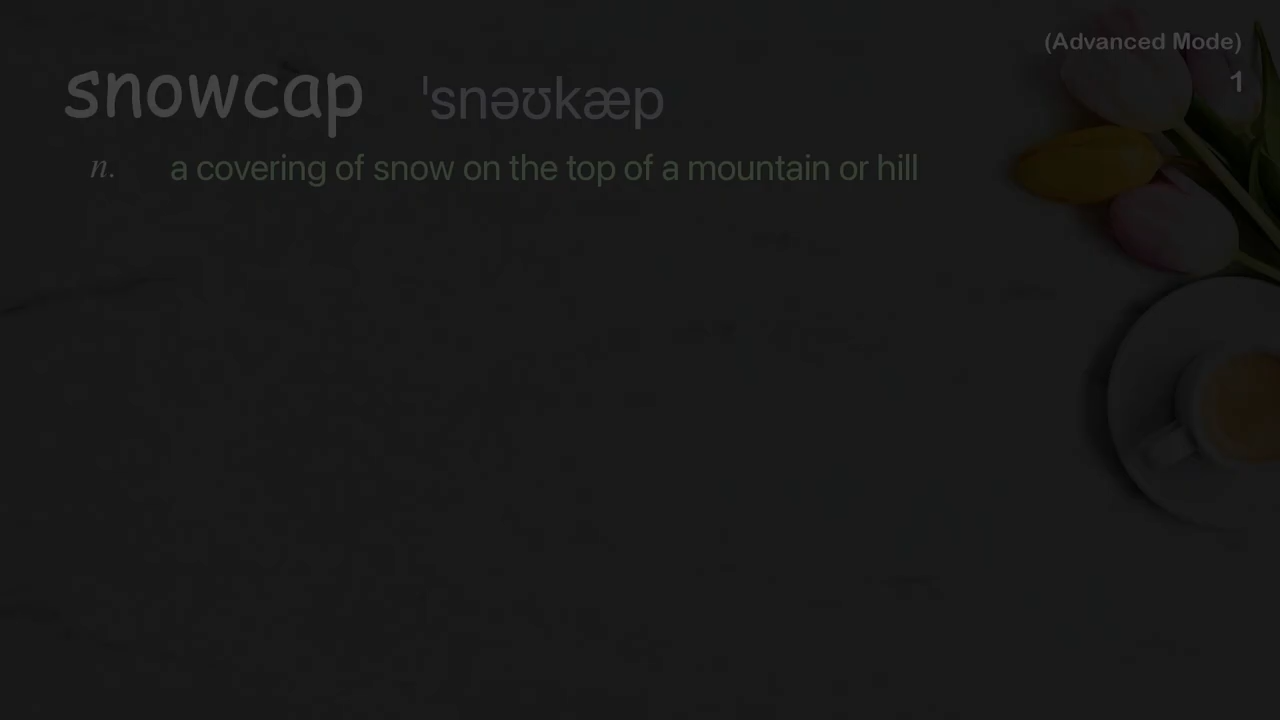 (Advanced Mode)
snowcap ˈsnəʊkæp 1
n. a covering of snow on the top of a mountain or hill